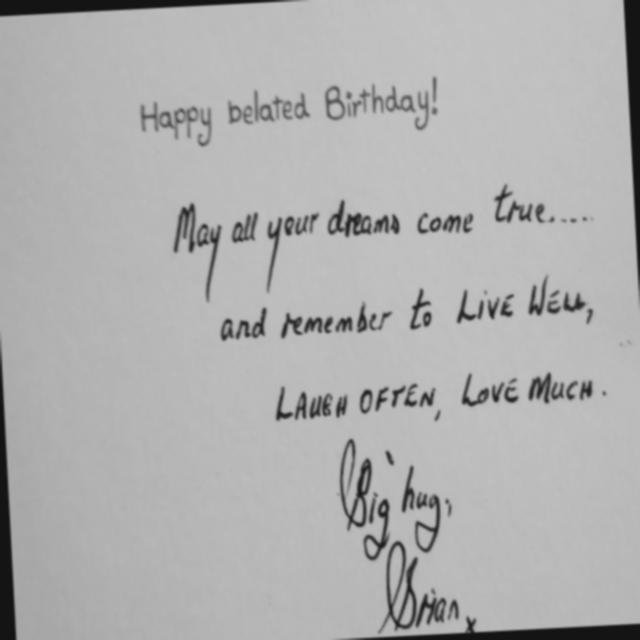 Happy belated Birthday!
May all your dreams come true.....
and remember to LIVE WELL,
LAUGH OFTEN, LOVE MUCH.
Big hug,
Brian x